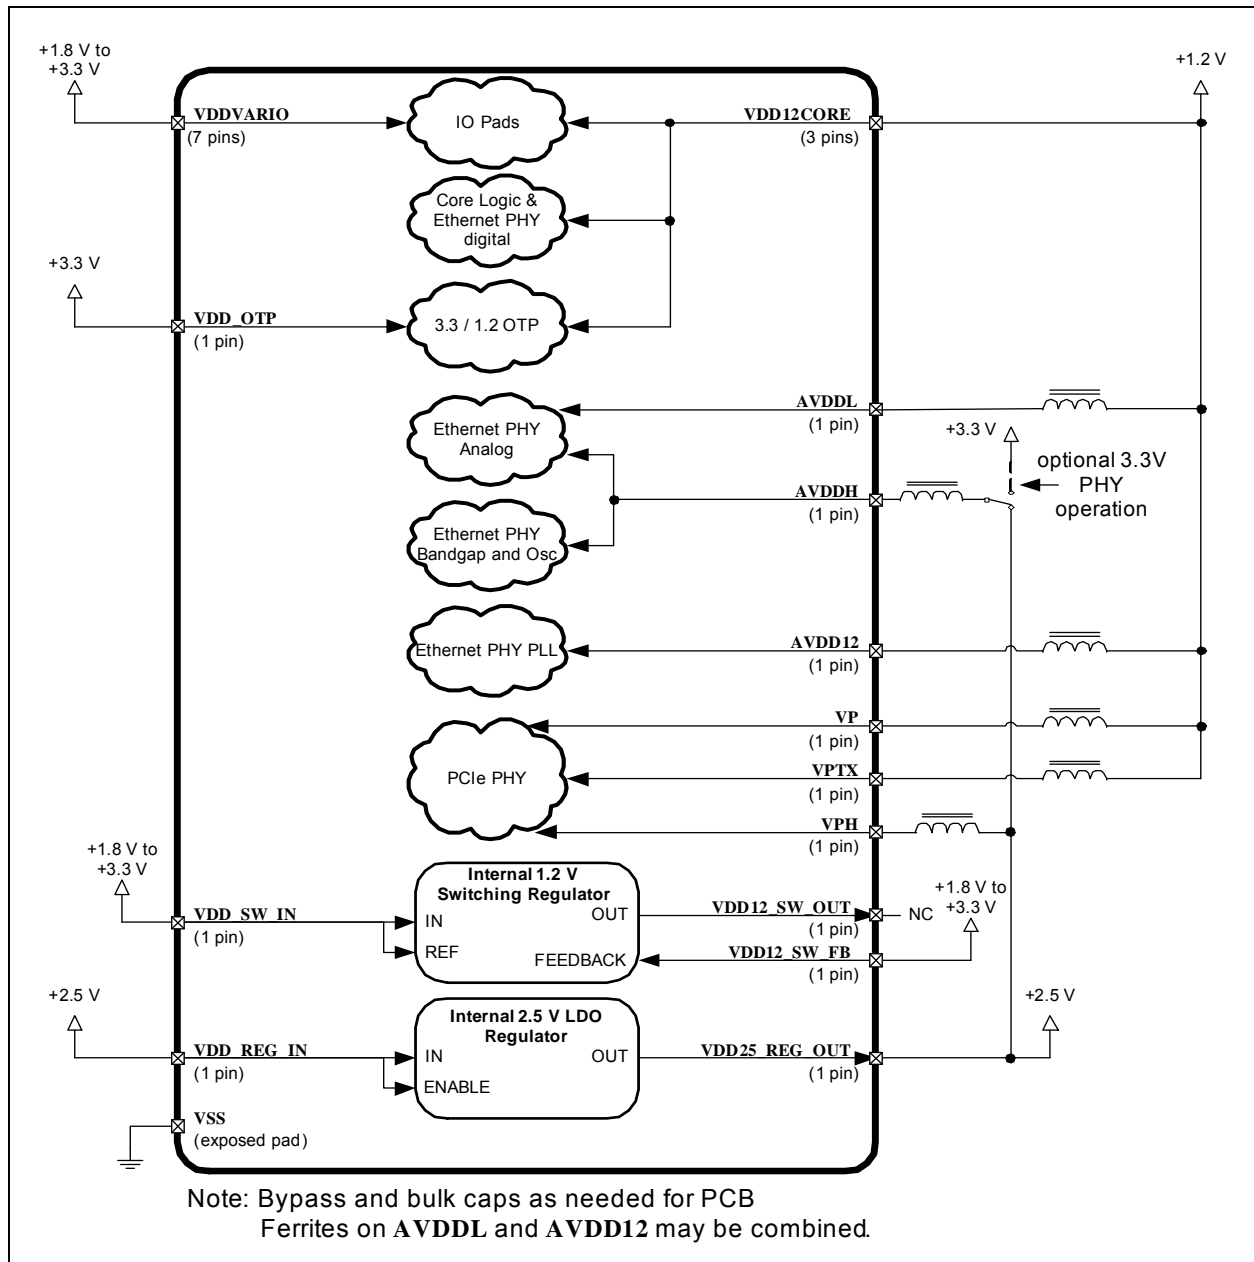 +1.8 V to
+3.3 V
+1.2 V
VDDVARIO
(7 pins)
IO Pads
VDD12CORE
(3 pins)
Core Logic &
Ethernet PHY
digital
+3.3 V
VDD_OTP
(1 pin)
3.3 / 1.2 OTP
AVDDL
(1 pin)
Ethernet PHY
Analog
+3.3 V
optional 3.3V
PHY
operation
AVDDH
(1 pin)
Ethernet PHY
Bandgap and Osc
Ethernet PHY PLL
AVDD12
(1 pin)
VP
(1 pin)
PCIe PHY
VPTX
(1 pin)
VPH
(1 pin)
+1.8 V to
+3.3 V
Internal 1.2 V
Switching Regulator
VDD_SW_IN
(1 pin)
IN
REF
OUT
FEEDBACK
VDD12_SW_OUT
(1 pin)
NC
+1.8 V to
+3.3 V
VDD12_SW_FB
(1 pin)
+2.5 V
Internal 2.5 V LDO
Regulator
+2.5 V
VDD_REG_IN
(1 pin)
IN
ENABLE
OUT
VDD25_REG_OUT
(1 pin)
VSS
(exposed pad)
Note: Bypass and bulk caps as needed for PCB
Ferrites on AVDDL and AVDD12 may be combined.